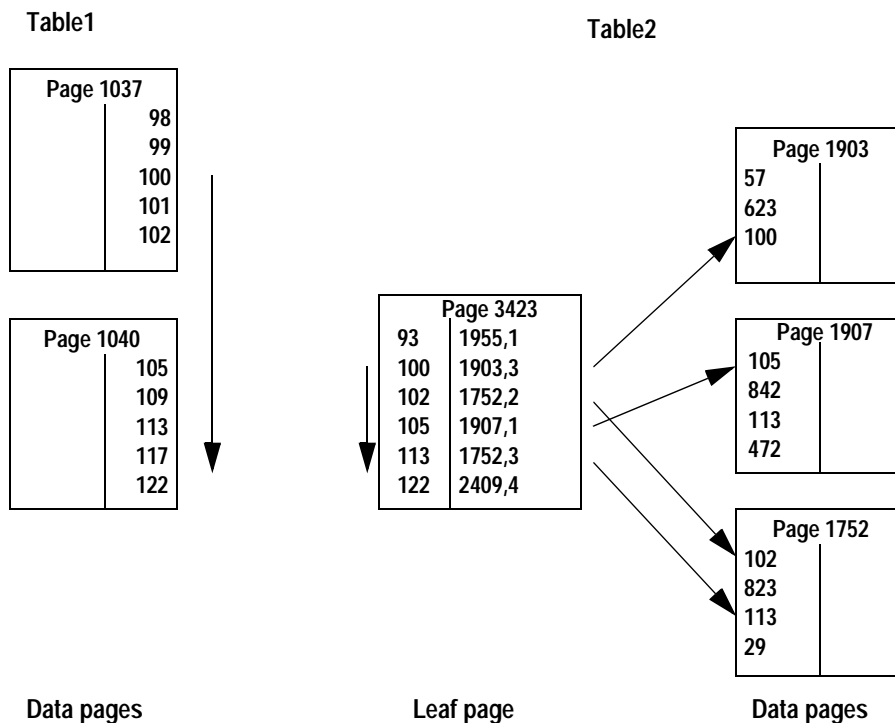 Table1
Page 1037
98
99
100
101
102
Page 1040
105
109
113
117
122
Data pages
Table2
Page 3423
93 1955,1
100 1903,3
102 1752,2
105 1907,1
113 1752,3
122 2409,4
Leaf page
Page 1903
57
623
100
Page 1907
105
842
113
472
Page 1752
102
823
113
29
Data pages